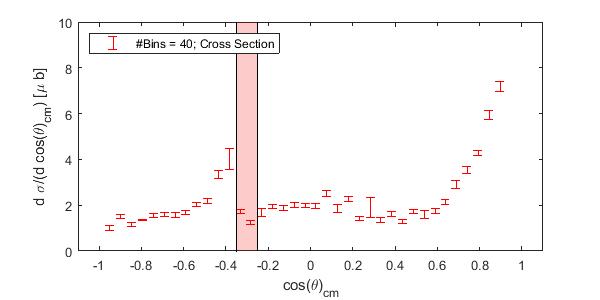 10
#Bins = 40; Cross Section
8
6
4
2
0
d σ/(d cos(θ)cm) [μ b]
-1 -0.8 -0.6 -0.4 -0.2 0 0.2 0.4 0.6 0.8 1
cos(θ)cm